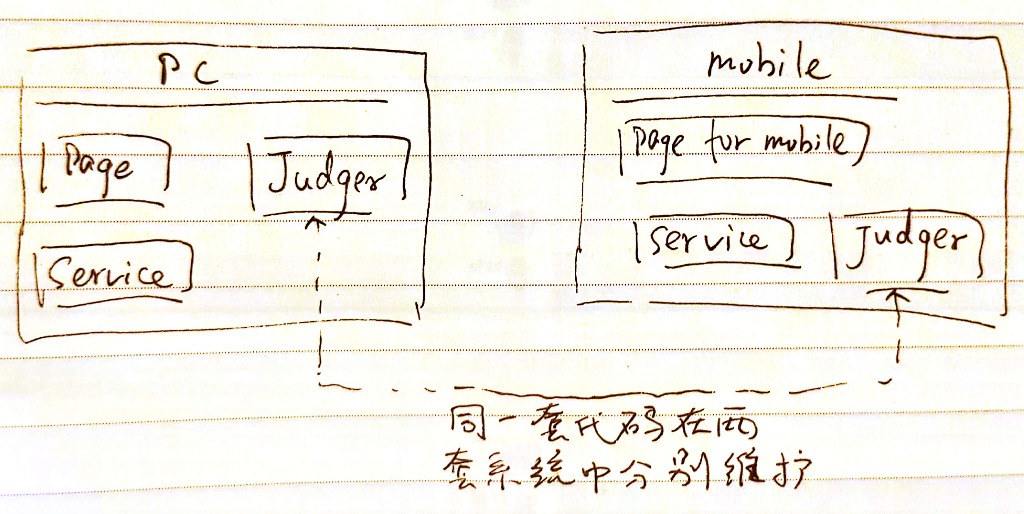 PC
Page
Judger
Service
mobile
Page for mobile
Service
Judger
同一套代码在两
套系统中分别维护